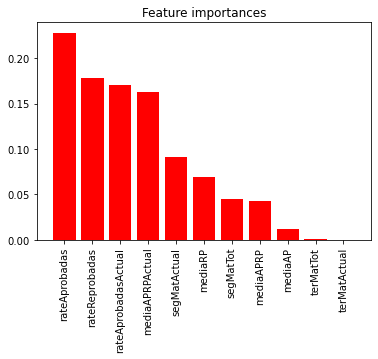 Feature importances
0.20
0.15
0.10
0.05
0.00
rateAprobadas
rateReprobadas
rateAprobadasActual
mediaAPRPActual
segMatActual
mediaRP
segMatTot
mediaAPRP
mediaAP
terMatTot
terMatActual